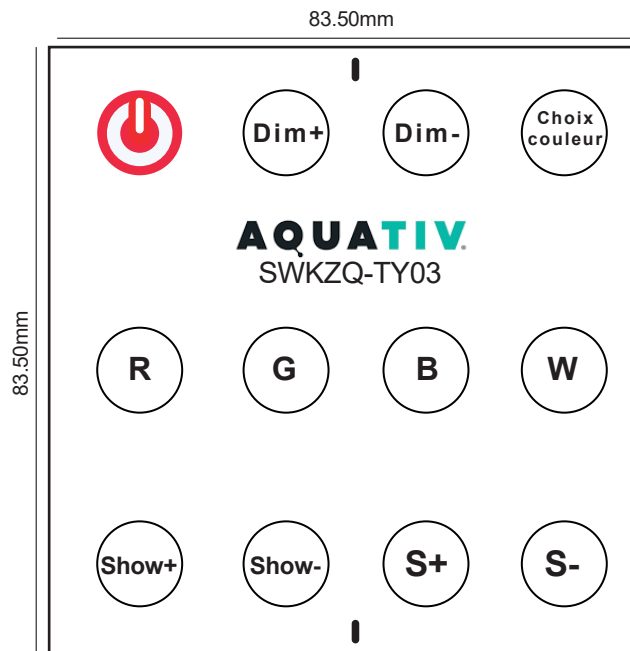 83.50mm
83.50mm
Dim+
Dim-
Choix
couleur
AQUATIV
SWKZQ-TY03
R
G
B
W
Show+
Show-
S+
S-